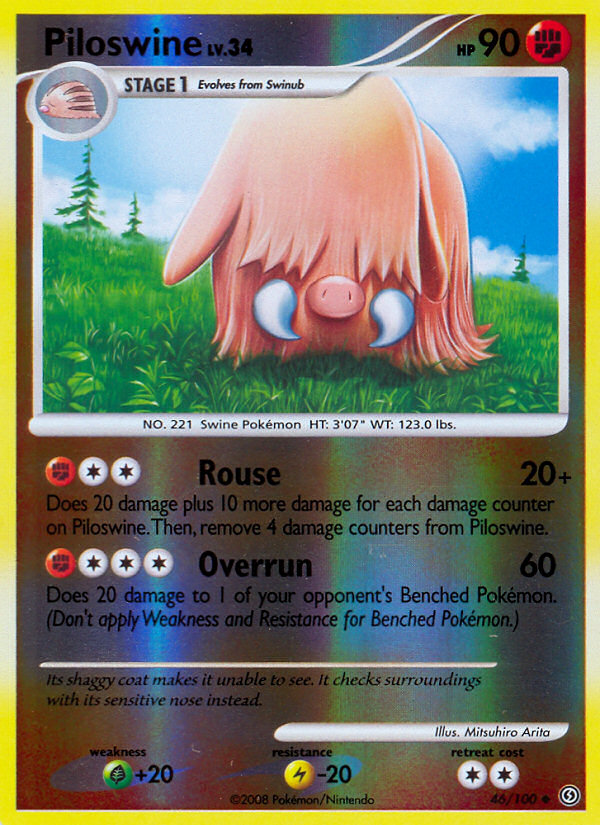 Piloswine LV.34 HP 90
STAGE 1 Evolves from Swinub
NO. 221 Swine Pokémon HT: 3'07" WT: 123.0 lbs.
Rouse 20+
Does 20 damage plus 10 more damage for each damage counter
on Piloswine. Then, remove 4 damage counters from Piloswine.
Overrun 60
Does 20 damage to 1 of your opponent's Benched Pokémon.
(Don't apply Weakness and Resistance for Benched Pokémon.)
Its shaggy coat makes it unable to see. It checks surroundings
with its sensitive nose instead.
Illus. Mitsuhiro Arita
weakness resistance retreat cost
+20 -20
©2008 Pokémon/Nintendo 46/100